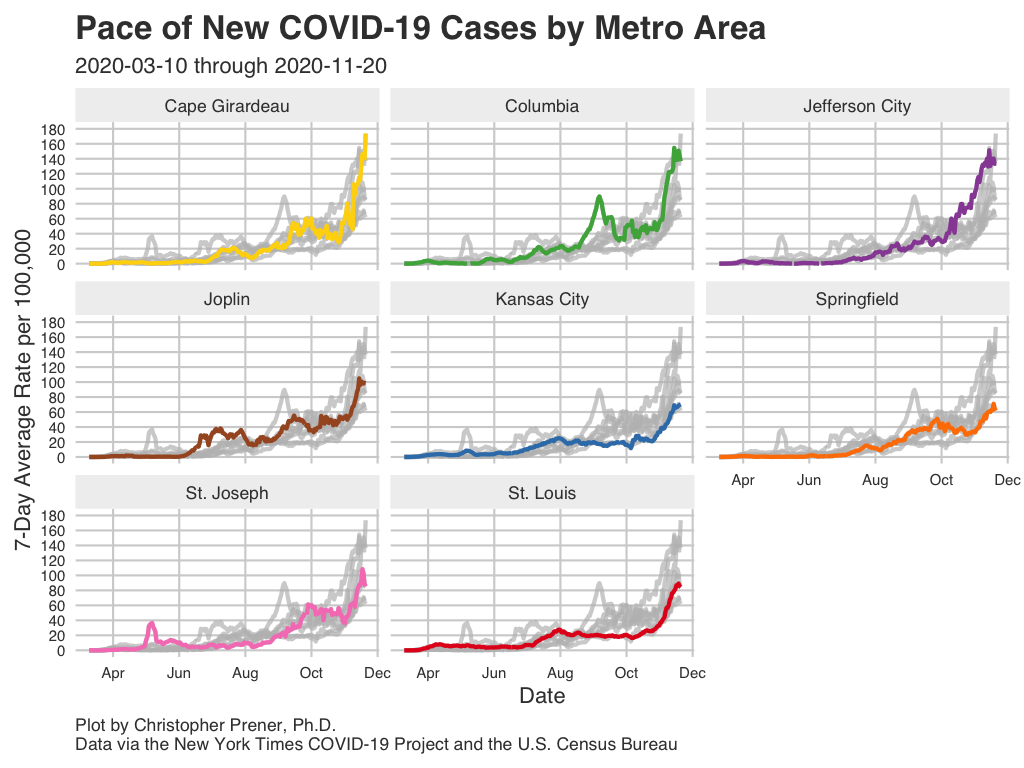 Pace of New COVID-19 Cases by Metro Area
2020-03-10 through 2020-11-20
Cape Girardeau
Columbia
Jefferson City
180
160
140
120
100
80
60
40
20
0
Joplin
Kansas City
Springfield
180
160
140
120
100
80
60
40
20
0
Apr Jun Aug Oct Dec
St. Joseph
St. Louis
180
160
140
120
100
80
60
40
20
0
Apr Jun Aug Oct Dec
Apr Jun Aug Oct Dec
7-Day Average Rate per 100,000
Date
Plot by Christopher Prener, Ph.D.
Data via the New York Times COVID-19 Project and the U.S. Census Bureau